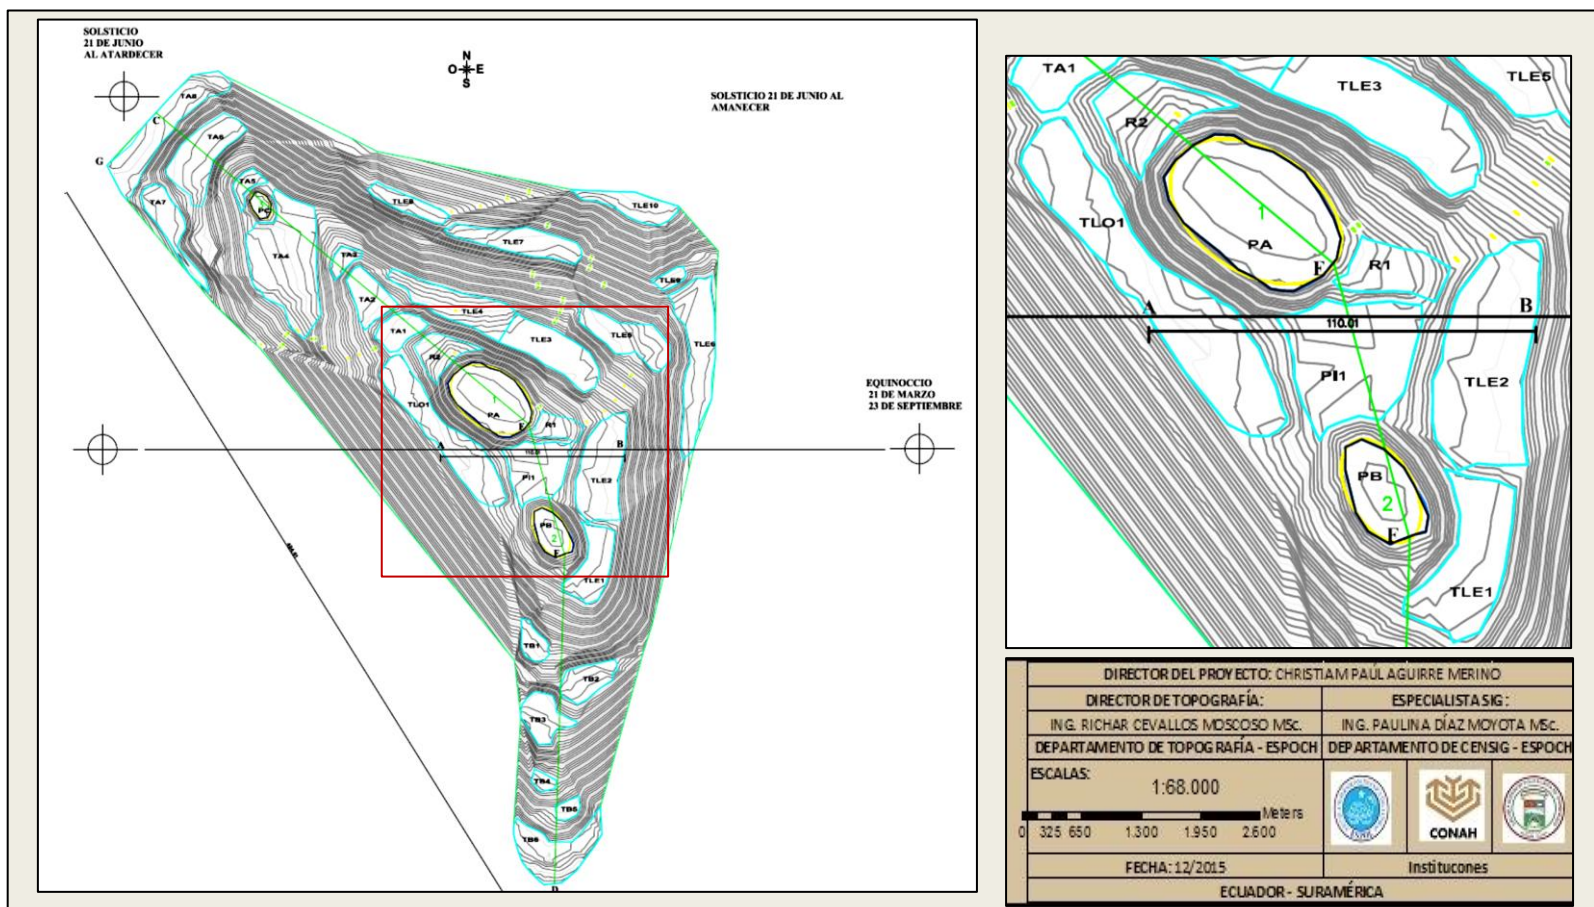 SOLSTICIO
21 DE JUNIO
AL ATARDECER
N
O E
S
SOLSTICIO 21 DE JUNIO AL
AMANECER
TA8
C
TA6
G
TA5
TA7
PC
TLE8
TLE10
TLE7
TA4
TA3
TLE9
TA2
TLE4
TA1
TLE3
TLE5
TLE6
R2
EQUINOCCIO
21 DE MARZO
23 DE SEPTIEMBRE
1
TLO1
PA
E
R1
A
B
PI1
TLE2
PB
2
F
TLE1
TB1
TB2
TB3
TB4
TB5
TB6
D
TA1
TLE3
TLE5
R2
TLO1
1
PA
E
R1
A
B
110.01
PI1
TLE2
PB
2
F
TLE1
DIRECTOR DEL PROYECTO: CHRISTIAM PAÚL AGUIRRE MERINO
DIRECTOR DE TOPOGRAFÍA: ESPECIALISTA SIG :
ING. RICHAR CEVALLOS MOSCOSO MSc. ING. PAULINA DÍAZ MOYOTA MSc.
DEPARTAMENTO DE TOPOGRAFÍA - ESPOCH DEPARTAMENTO DE CENSIG - ESPOCH
ESCALAS:
1:68.000
Meters
0 325 650 1.300 1.950 2.600
CONAH
FECHA: 12/2015 Institucones
ECUADOR - SURAMÉRICA